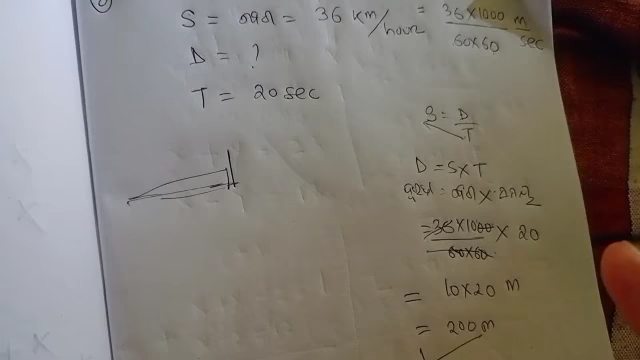 S = = 36 Km/hour = 36×1000 m / 60×60 sec
D = ?
T = 20 sec
S = D/T
D = S×T
= 36×1000 / 60×60 × 20
= 10×20 m
= 200 m